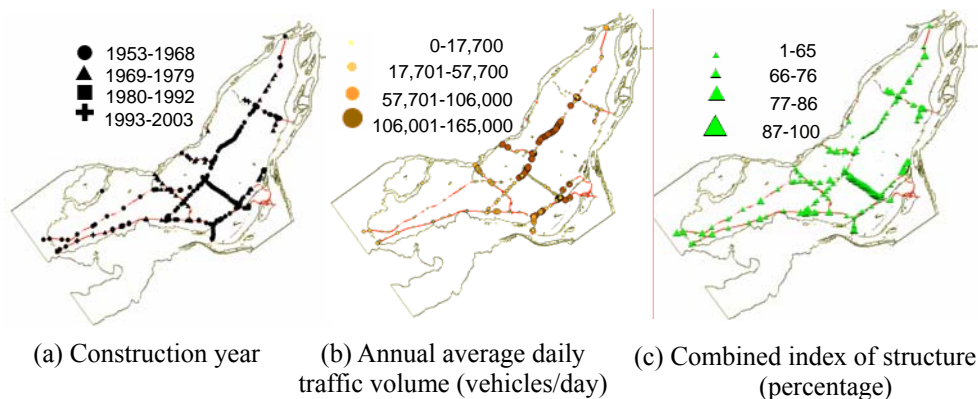 1953-1968
1969-1979
1980-1992
1993-2003
0-17,700
17,701-57,700
57,701-106,000
106,001-165,000
1-65
66-76
77-86
87-100
(a) Construction year
(b) Annual average daily
traffic volume (vehicles/day)
(c) Combined index of structure
(percentage)